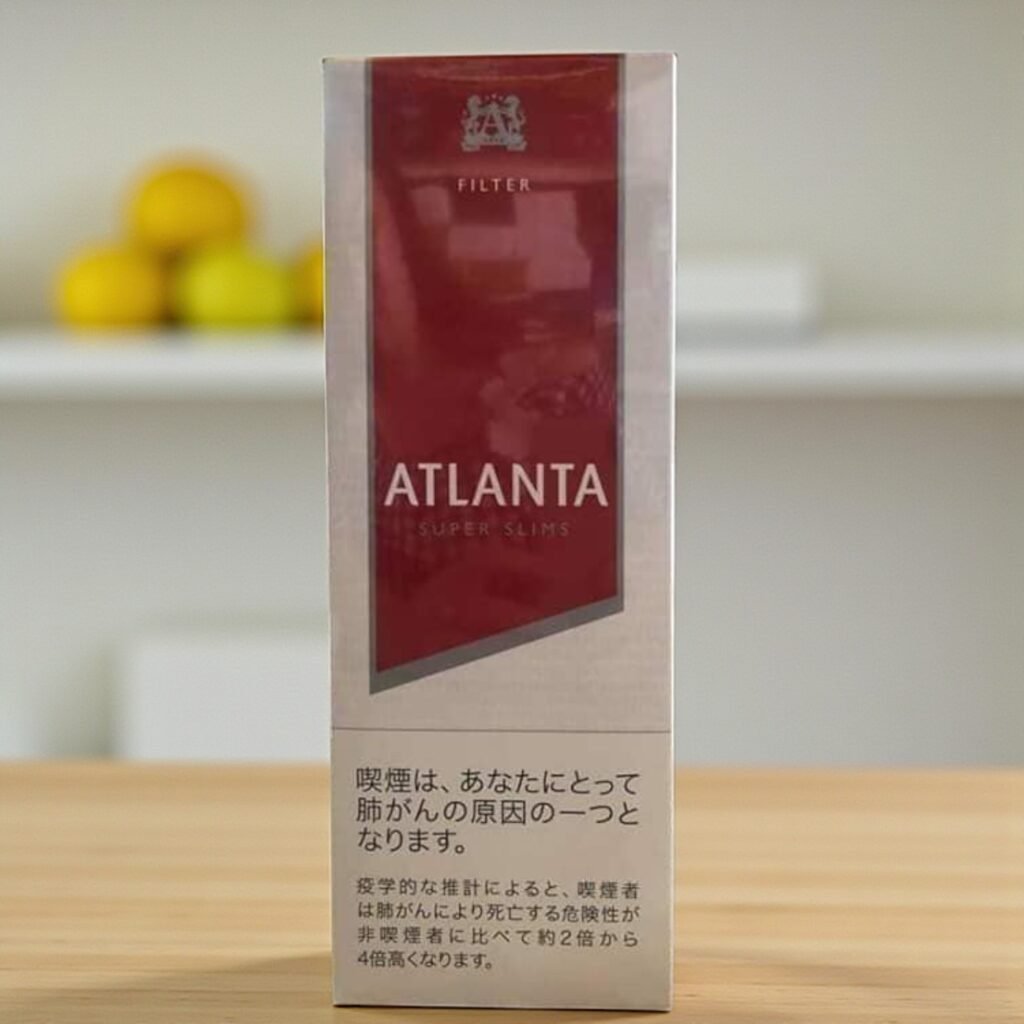 A
FILTER
ATLANTA
SUPER SLIMS
喫煙は、あなたにとって
肺がんの原因の一つと
なります。
疫学的な推計によると、喫煙者
は肺がんにより死亡する危険性が
非喫煙者に比べて約2倍から
4倍高くなります。